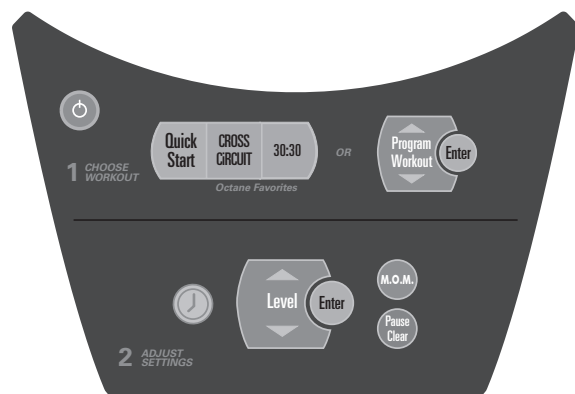 Quick Start
CROSS CiRCUIT
30:30
OR
Program Workout
Enter
1 CHOOSE WORKOUT
Octane Favorites
Level
Enter
M.O.M.
Pause Clear
2 ADJUST SETTINGS